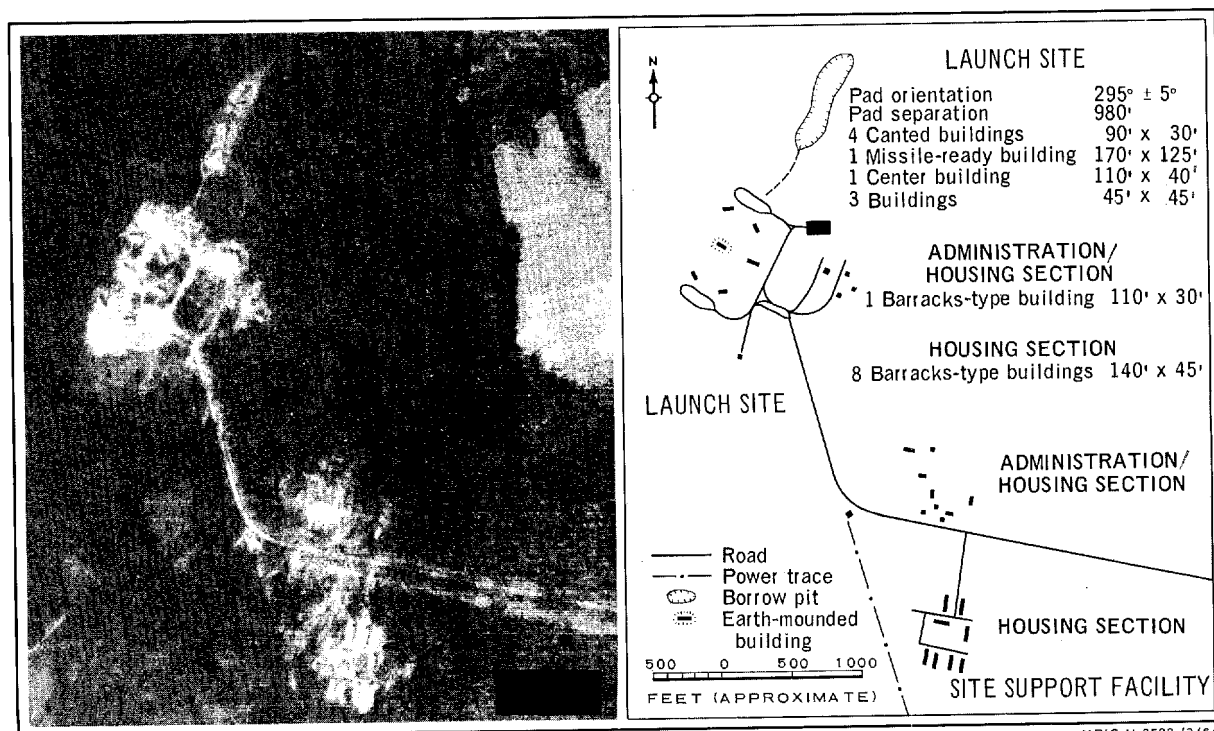 N
LAUNCH SITE
Pad orientation 295° ± 5°
Pad separation 980'
4 Canted buildings 90' x 30'
1 Missile-ready building 170' x 125'
1 Center building 110' x 40'
3 Buildings 45' x 45'
ADMINISTRATION/
HOUSING SECTION
1 Barracks-type building 110' x 30'
HOUSING SECTION
8 Barracks-type buildings 140' x 45'
LAUNCH SITE
ADMINISTRATION/
HOUSING SECTION
Road
Power trace
Borrow pit
Earth-mounded
building
HOUSING SECTION
500 0 500 1000
FEET (APPROXIMATE)
SITE SUPPORT FACILITY